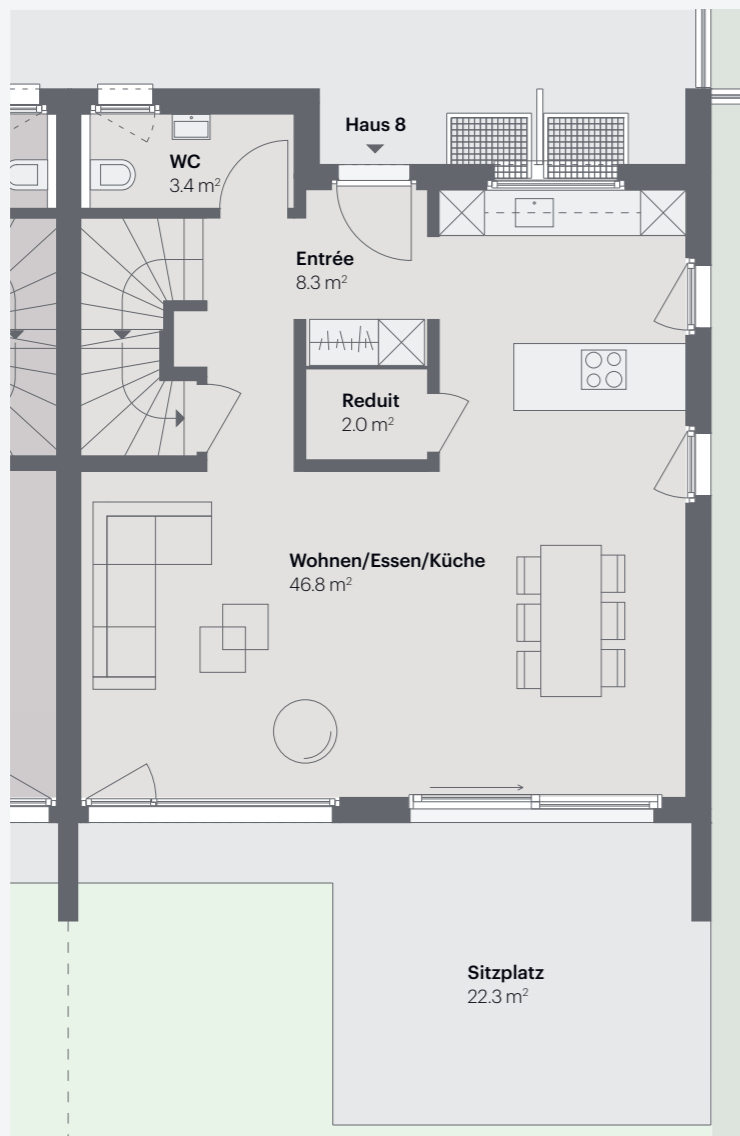 Haus 8
WC
3.4 m²
Entrée
8.3 m²
Reduit
2.0 m²
Wohnen/Essen/Küche
46.8 m²
Sitzplatz
22.3 m²